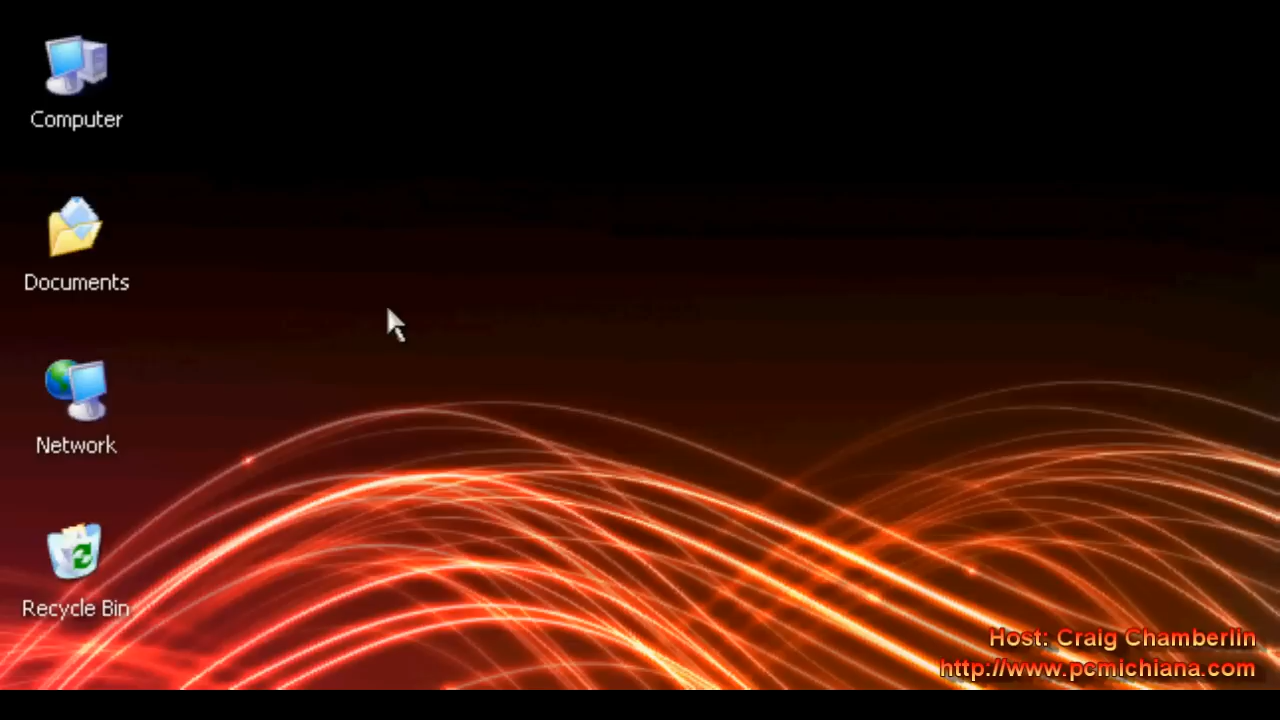 Computer
Documents
Network
Recycle Bin
Host: Craig Chamberlin
http://www.pcmichiana.com